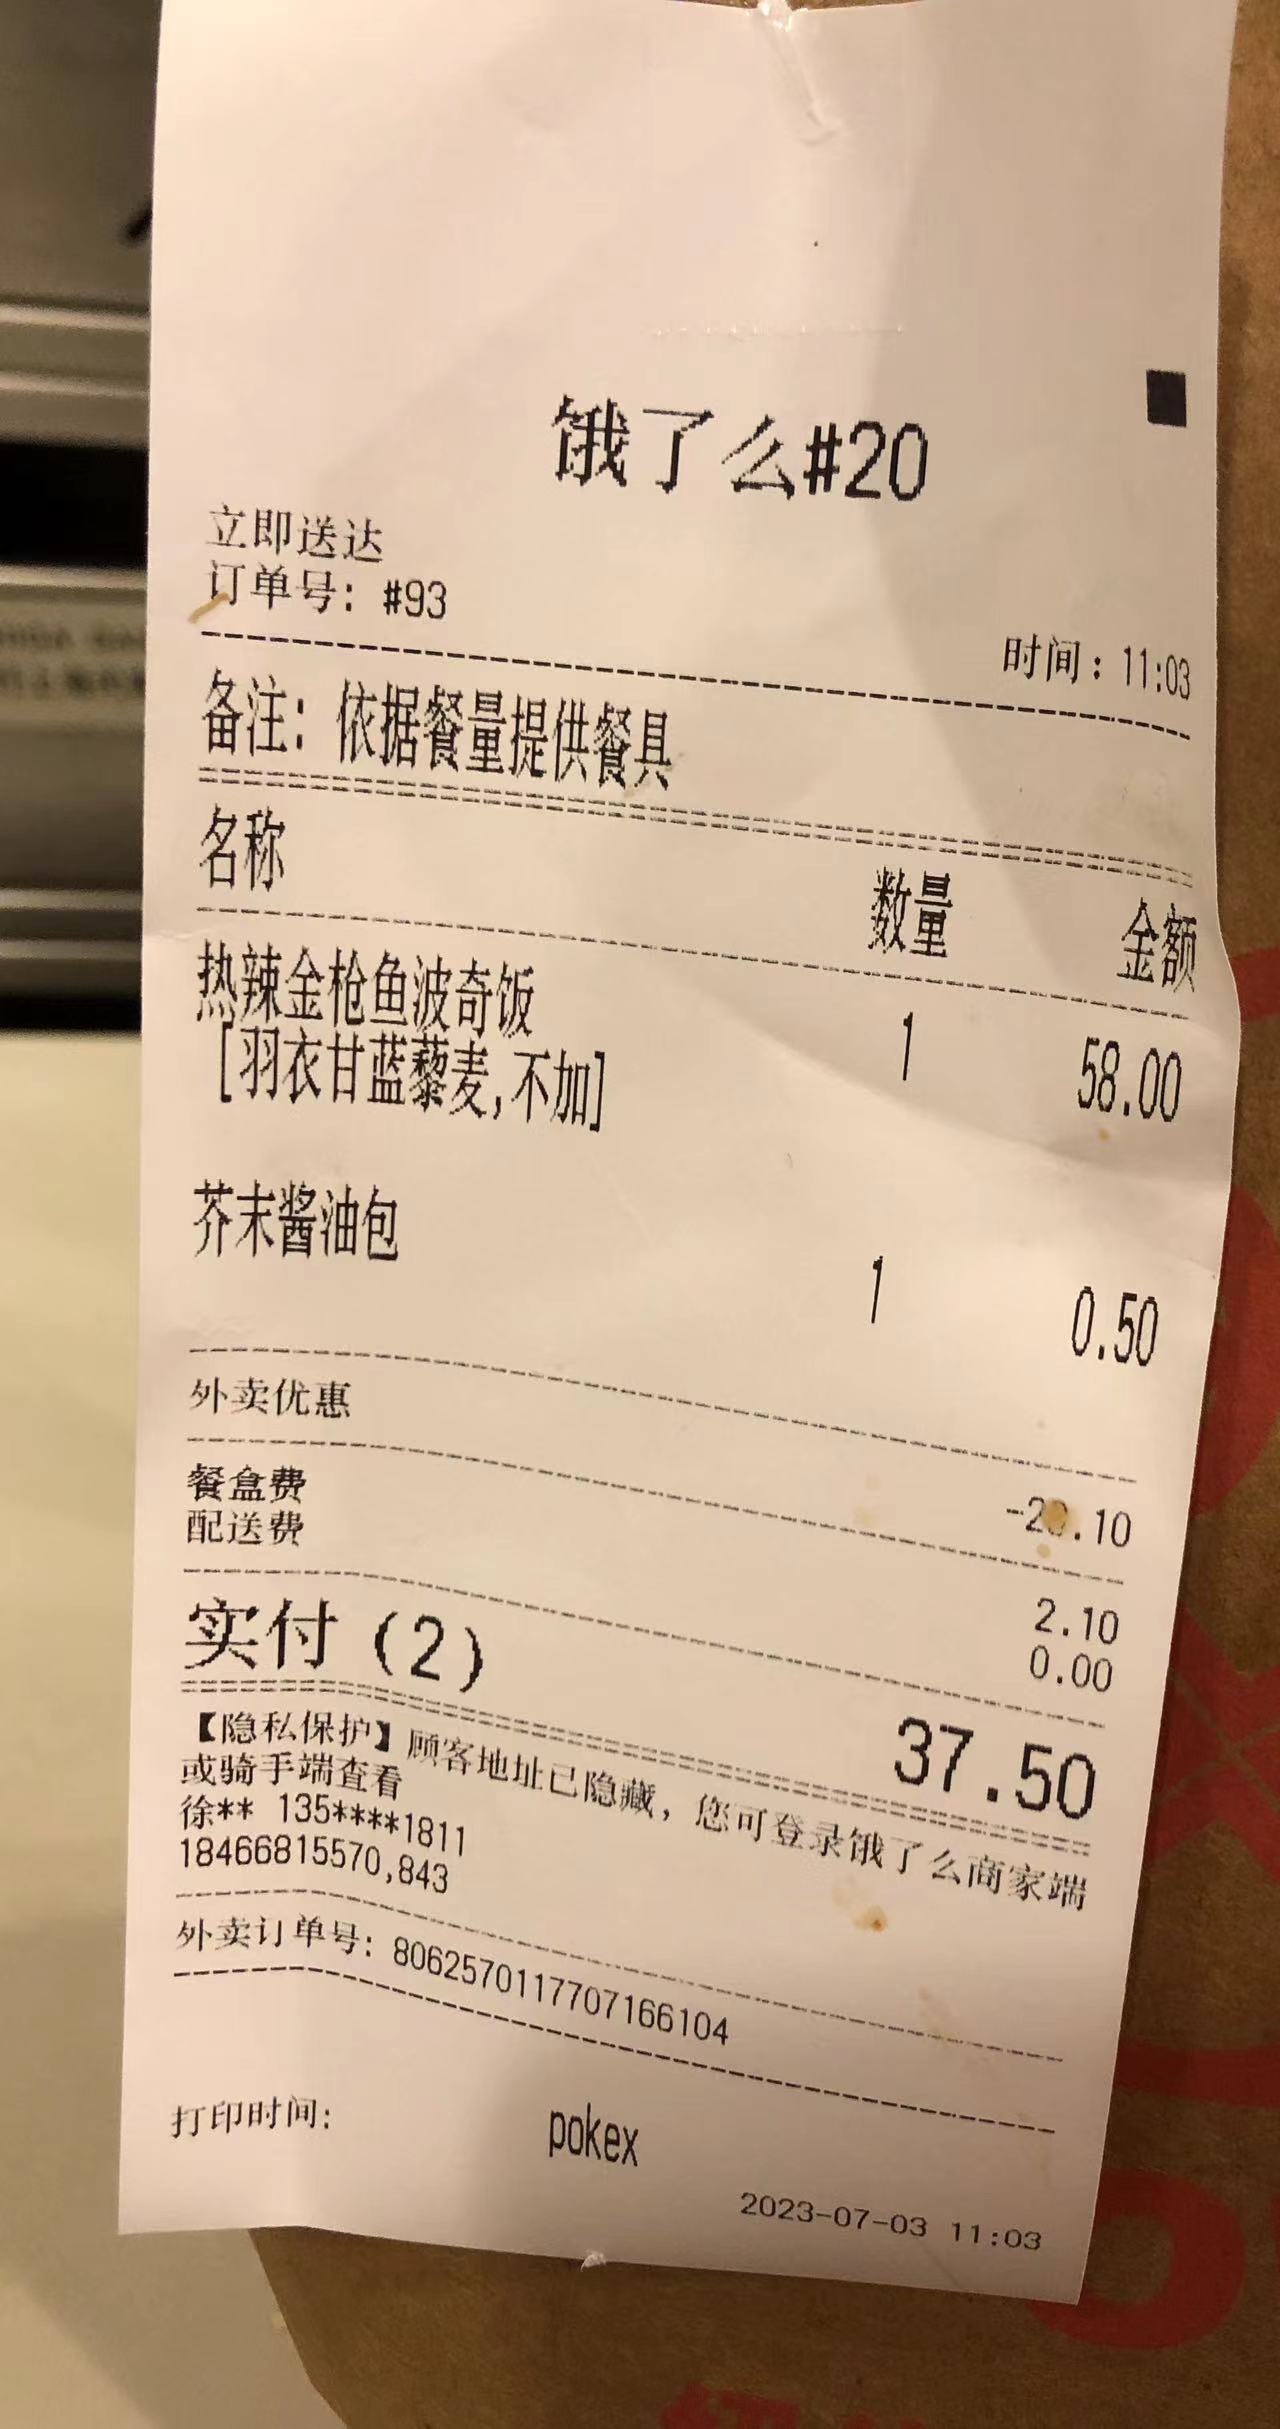 饿了么#20
立即送达
订单号: #93
时间: 11:03
备注: 依据餐量提供餐具
名称 数量 金额
热辣金枪鱼波奇饭 1 58.00
[羽衣甘蓝藜麦,不加]
芥末酱油包 1 0.50
外卖优惠 -23.10
餐盒费 2.10
配送费 0.00
实付(2) 37.50
【隐私保护】顾客地址已隐藏, 您可登录饿了么商家端
或骑手端查看
徐** 135****1811
18466815570,843
外卖订单号: 8062570117707166104
pokex
打印时间: 2023-07-03 11:03